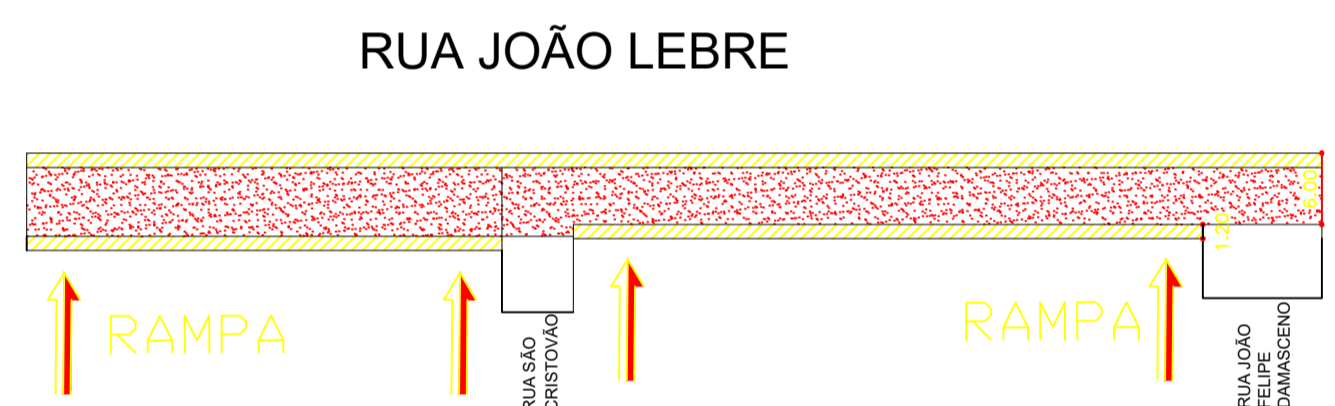 RUA JOÃO LEBRE
6.00
1.20
RAMPA
RAMPA
RUA SÃO
CRISTOVÃO
RUA JOÃO
FELIPE
DAMASCENO